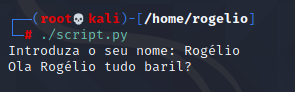 ┌──(root💀kali)-[/home/rogelio]
└─# ./script.py
Introduza o seu nome: Rogélio
Ola Rogélio tudo baril?